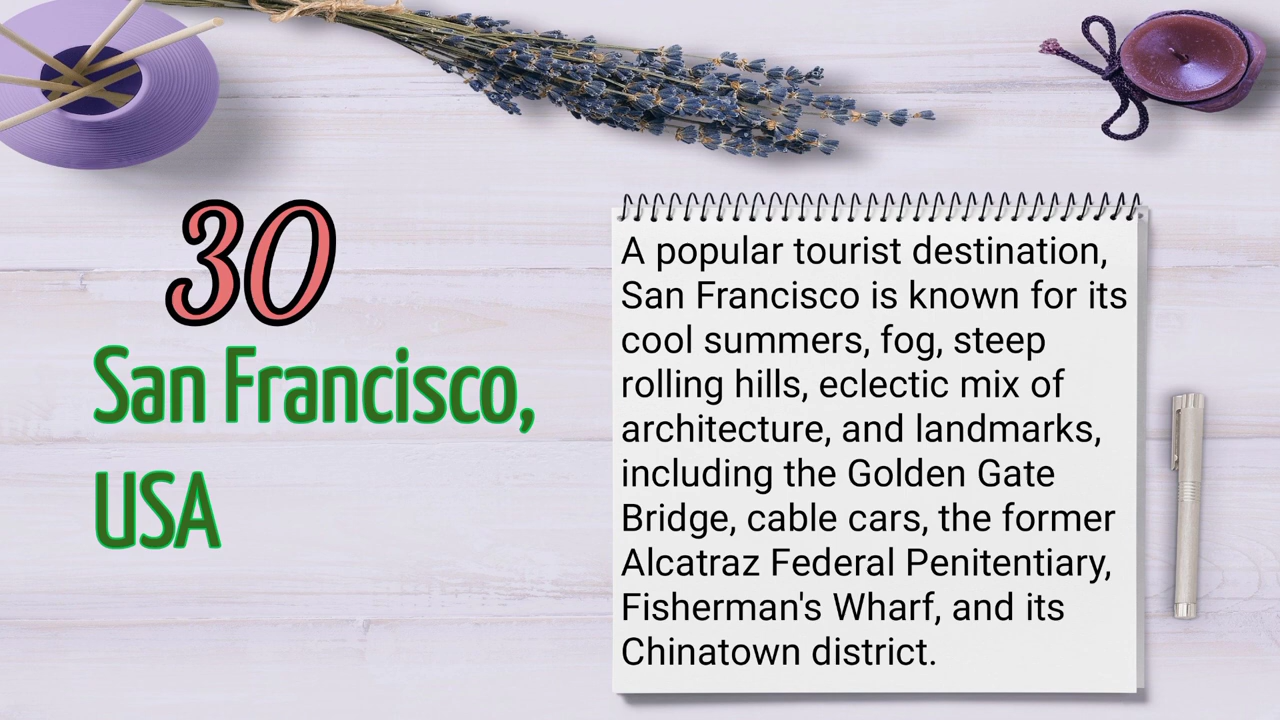 30
San Francisco,
USA
A popular tourist destination,
San Francisco is known for its
cool summers, fog, steep
rolling hills, eclectic mix of
architecture, and landmarks,
including the Golden Gate
Bridge, cable cars, the former
Alcatraz Federal Penitentiary,
Fisherman's Wharf, and its
Chinatown district.